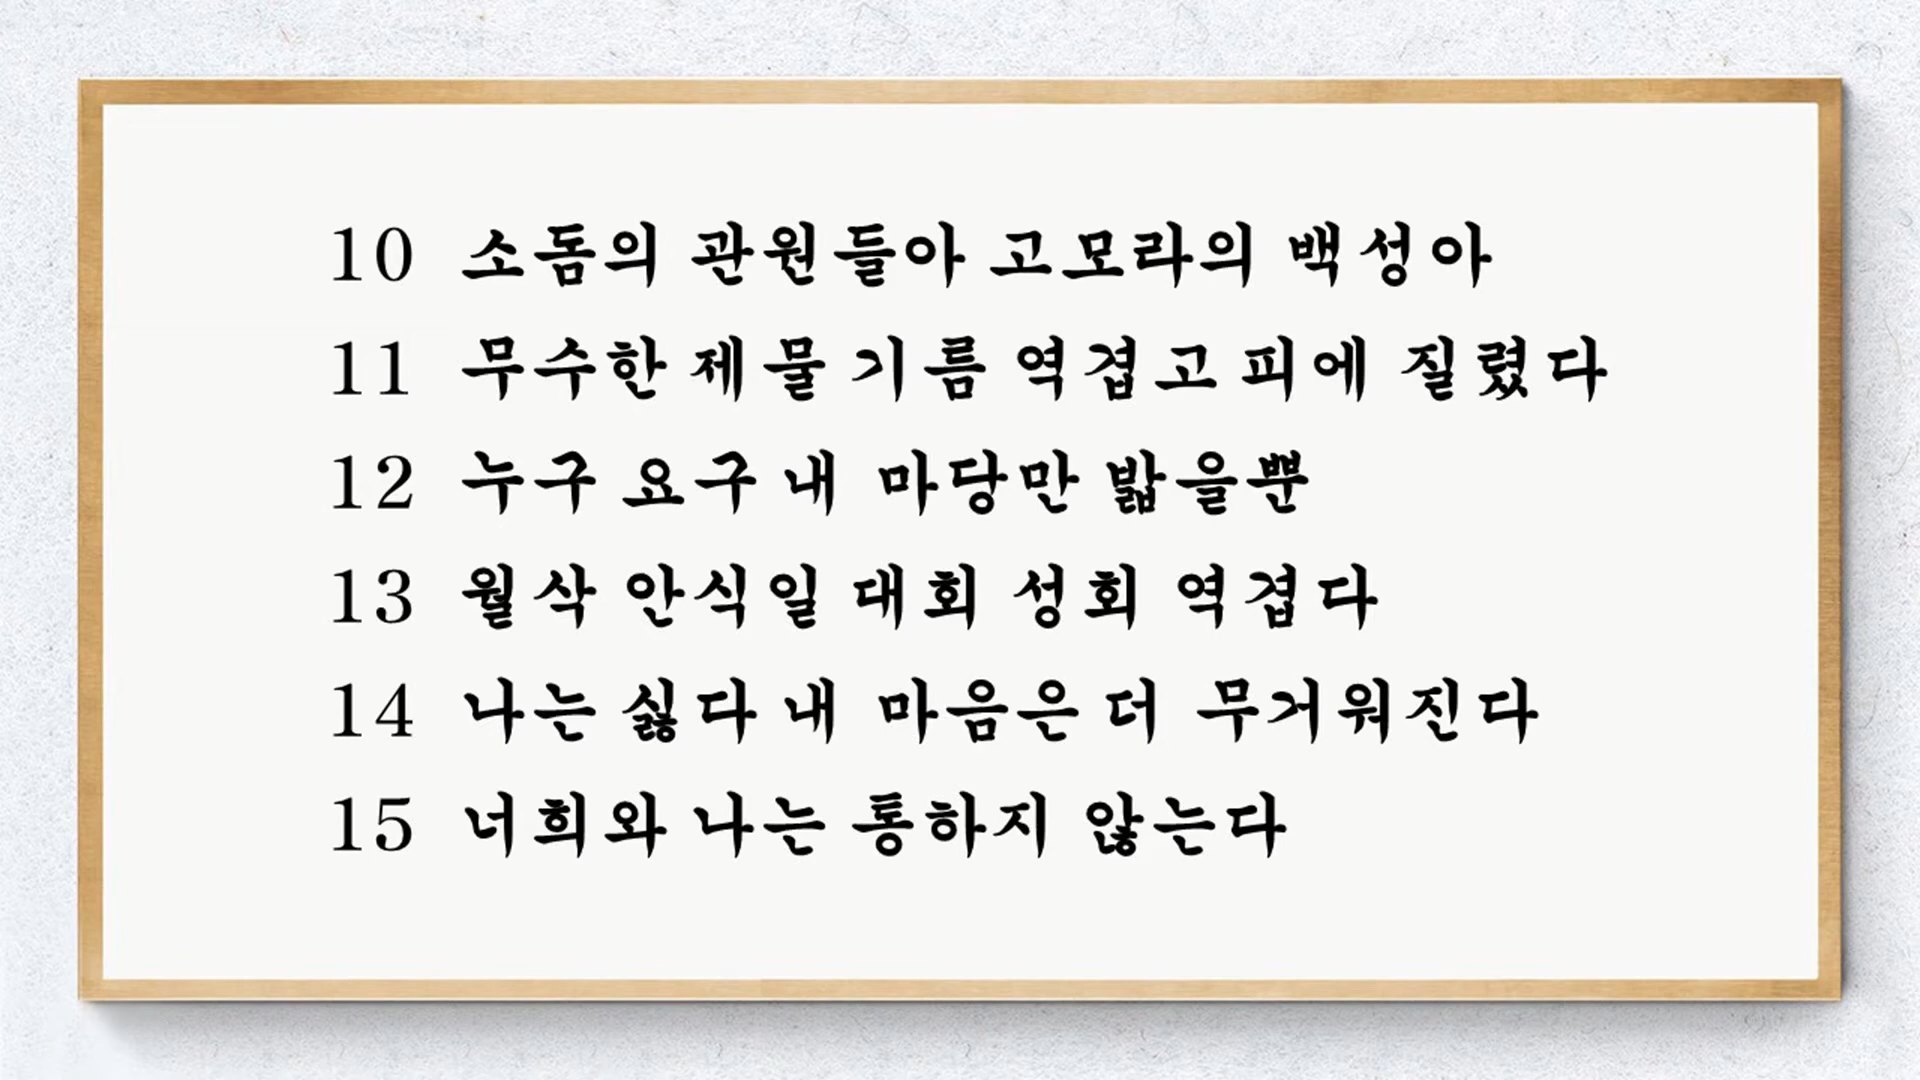 10 소돔의 관원들아 고모라의 백성아
11 무수한 제물 기름 역겹고 피에 질렸다
12 누구 요구 내 마당만 밟을뿐
13 월삭 안식일 대회 성회 역겹다
14 나는 싫다 내 마음은 더 무거워진다
15 너희와 나는 통하지 않는다